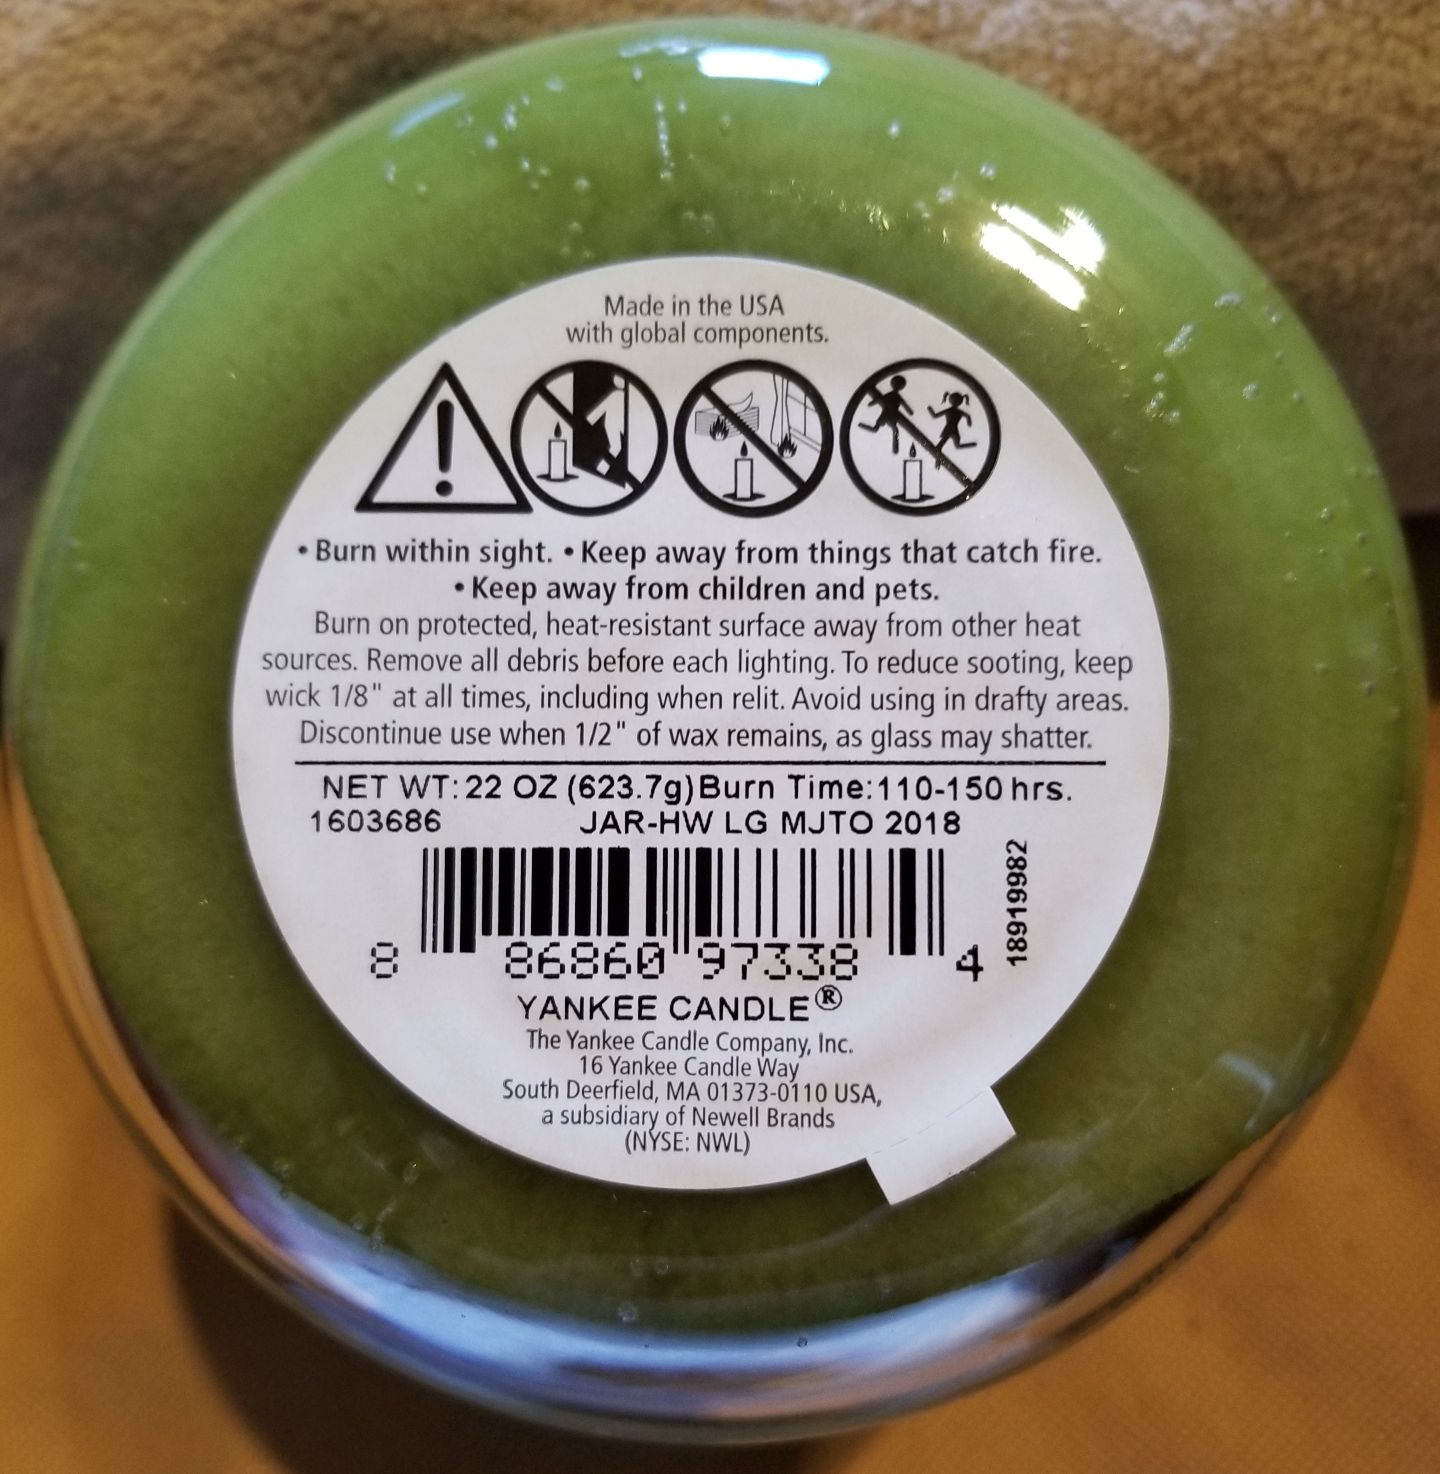 Made in the USA
with global components.
• Burn within sight. • Keep away from things that catch fire.
• Keep away from children and pets.
Burn on protected, heat-resistant surface away from other heat
sources. Remove all debris before each lighting. To reduce sooting, keep
wick 1/8" at all times, including when relit. Avoid using in drafty areas.
Discontinue use when 1/2" of wax remains, as glass may shatter.
NET WT: 22 OZ (623.7g) Burn Time: 110-150 hrs.
1603686 JAR-HW LG MJTO 2018
18919982
8 86860 97338 4
YANKEE CANDLE®
The Yankee Candle Company, Inc.
16 Yankee Candle Way
South Deerfield, MA 01373-0110 USA,
a subsidiary of Newell Brands
(NYSE: NWL)